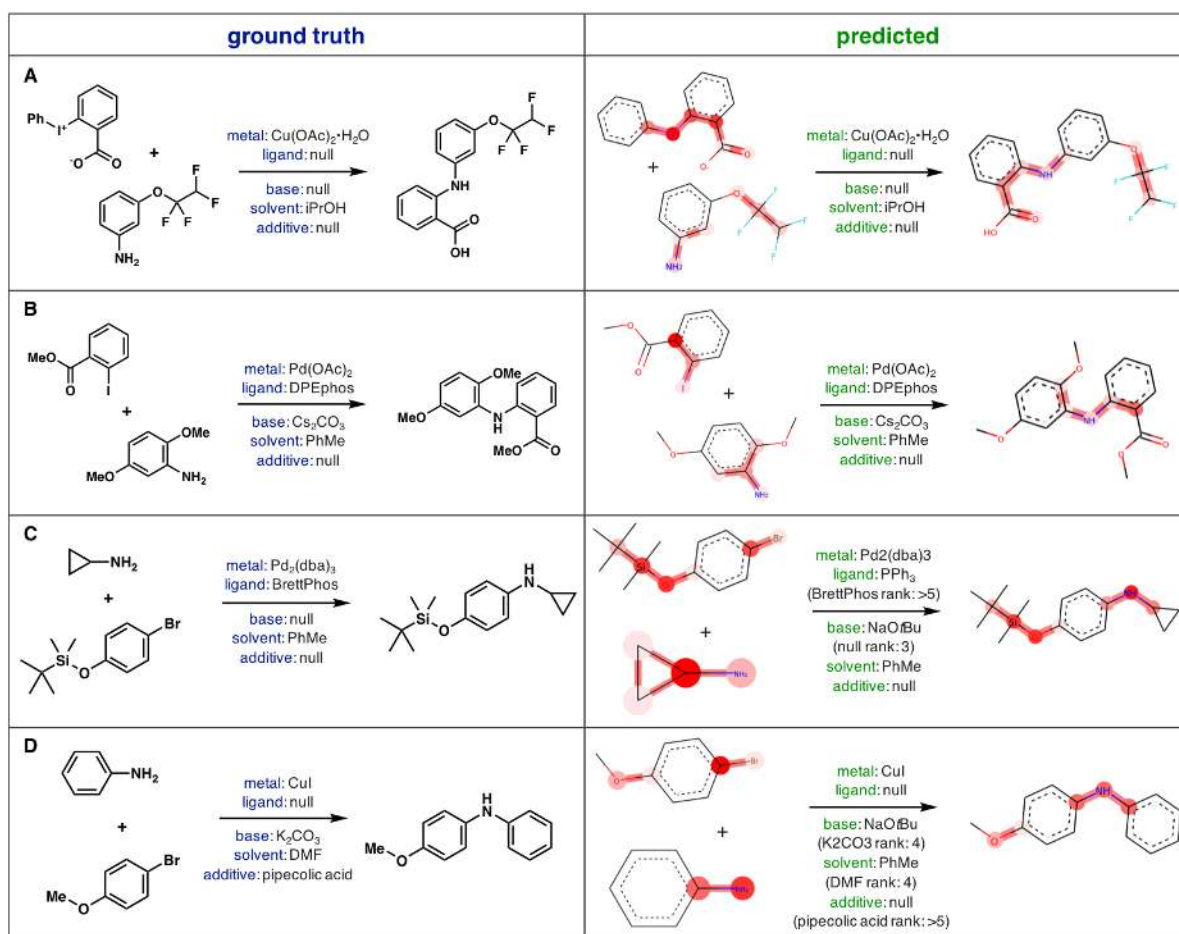 ground truth
predicted
A
Ph
I+
O-
O
+
O
F
F
F
F
NH2
metal: Cu(OAc)2•H2O
ligand: null
base: null
solvent: iPrOH
additive: null
O
F
F
F
F
N
H
O
OH
O
O
+
O
F
F
F
F
NH2
metal: Cu(OAc)2•H2O
ligand: null
base: null
solvent: iPrOH
additive: null
NH
O
F
F
F
F
HO
O
B
MeO
O
I
+
OMe
MeO
NH2
metal: Pd(OAc)2
ligand: DPEphos
base: Cs2CO3
solvent: PhMe
additive: null
OMe
MeO
N
H
MeO
O
O
O
I
+
O
O
NH2
metal: Pd(OAc)2
ligand: DPEphos
base: Cs2CO3
solvent: PhMe
additive: null
O
O
NH
O
O
C
NH2
+
Br
Si
O
metal: Pd2(dba)3
ligand: BrettPhos
base: null
solvent: PhMe
additive: null
H
N
Si
O
Si
Br
+
NH2
metal: Pd2(dba)3
ligand: PPh3
(BrettPhos rank: >5)
base: NaOtBu
(null rank: 3)
solvent: PhMe
additive: null
Si
NH
D
NH2
+
Br
Me
O
metal: CuI
ligand: null
base: K2CO3
solvent: DMF
additive: pipecolic acid
H
N
Me
O
O
Br
+
metal: CuI
ligand: null
base: NaOtBu
(K2CO3 rank: 4)
solvent: PhMe
(DMF rank: 4)
additive: null
(pipecolic acid rank: >5)
NH
O